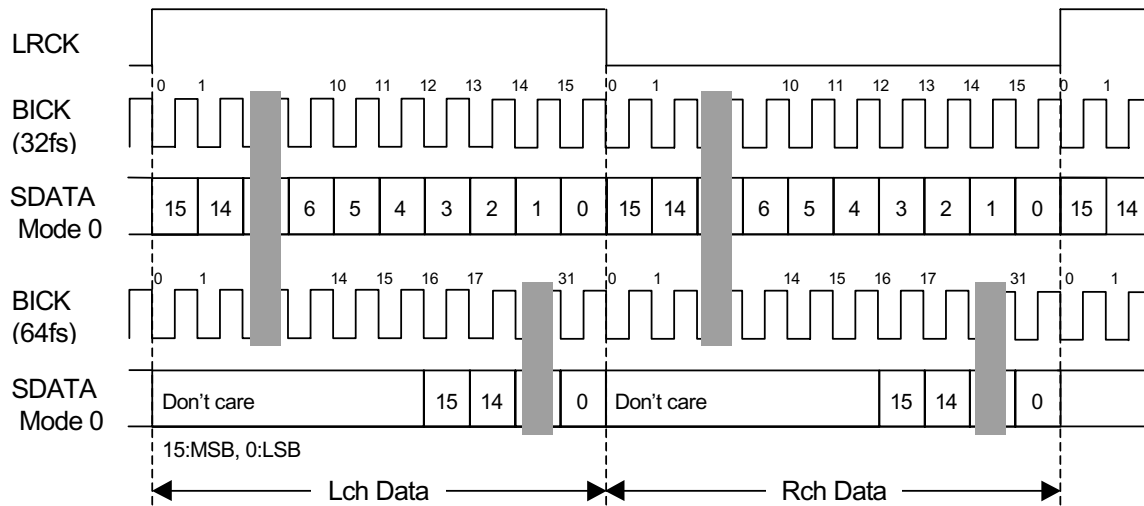 LRCK
0 1 10 11 12 13 14 15 0 1 10 11 12 13 14 15 0 1
BICK
(32fs)
SDATA 15 14 6 5 4 3 2 1 0 15 14 6 5 4 3 2 1 0 15 14
Mode 0
0 1 14 15 16 17 31 0 1 14 15 16 17 31 0 1
BICK
(64fs)
SDATA
Mode 0
Don't care 15 14 0 Don't care 15 14 0
15:MSB, 0:LSB
Lch Data Rch Data